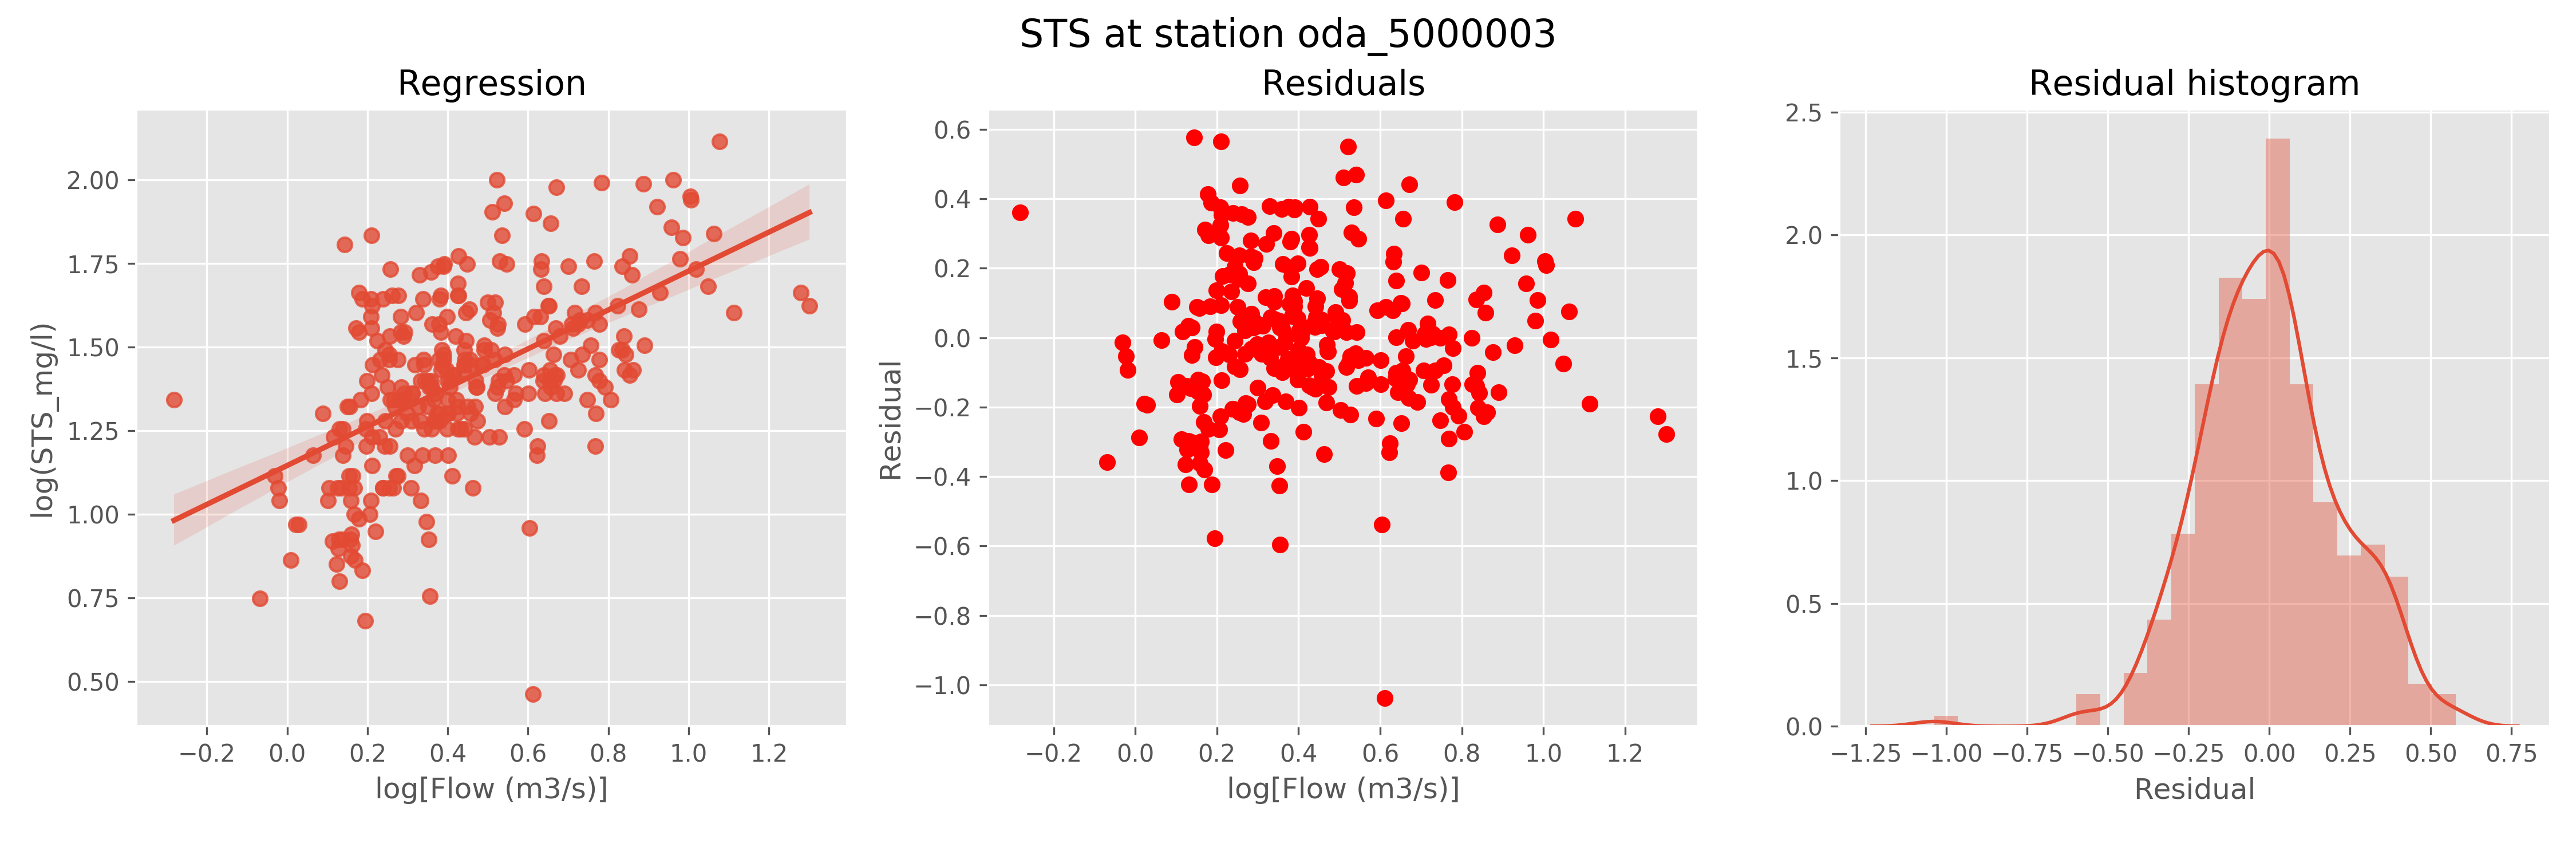 STS at station oda_5000003
Regression
2.00
1.75
1.50
1.25
1.00
0.75
0.50
log(STS_mg/l)
−0.2 0.0 0.2 0.4 0.6 0.8 1.0 1.2
log[Flow (m3/s)]
Residuals
0.6
0.4
0.2
0.0
−0.2
−0.4
−0.6
−0.8
−1.0
Residual
−0.2 0.0 0.2 0.4 0.6 0.8 1.0 1.2
log[Flow (m3/s)]
Residual histogram
2.5
2.0
1.5
1.0
0.5
0.0
−1.25 −1.00 −0.75 −0.50 −0.25 0.00 0.25 0.50 0.75
Residual